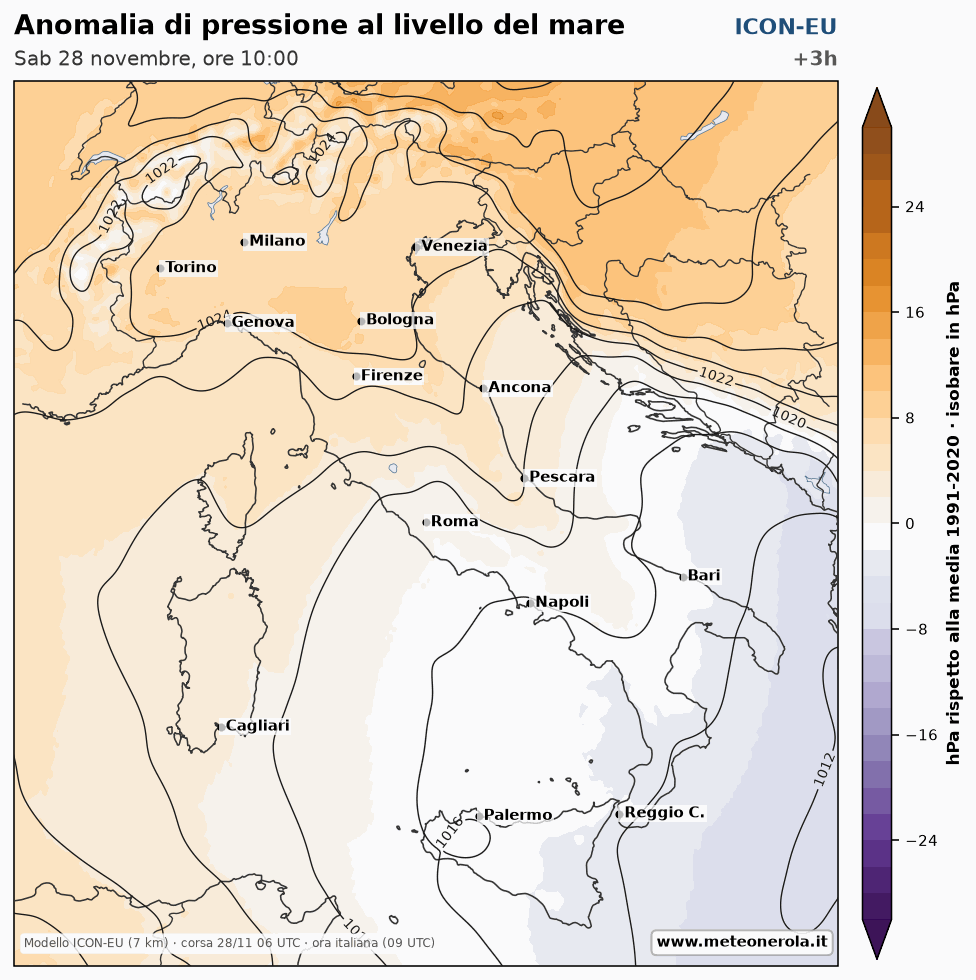 Anomalia di pressione al livello del mare
ICON-EU
Sab 28 novembre, ore 10:00
+3h
1024
1022
1022
Milano
Venezia
Torino
24
16
8
0
−8
−16
−24
hPa rispetto alla media 1991-2020 · isobare in hPa
1024
Genova
Bologna
Firenze
Ancona
1022
1020
Pescara
Roma
Bari
Napoli
Cagliari
1012
Palermo
Reggio C.
1016
Modello ICON-EU (7 km) · corsa 28/11 06 UTC · ora italiana (09 UTC)
www.meteonerola.it